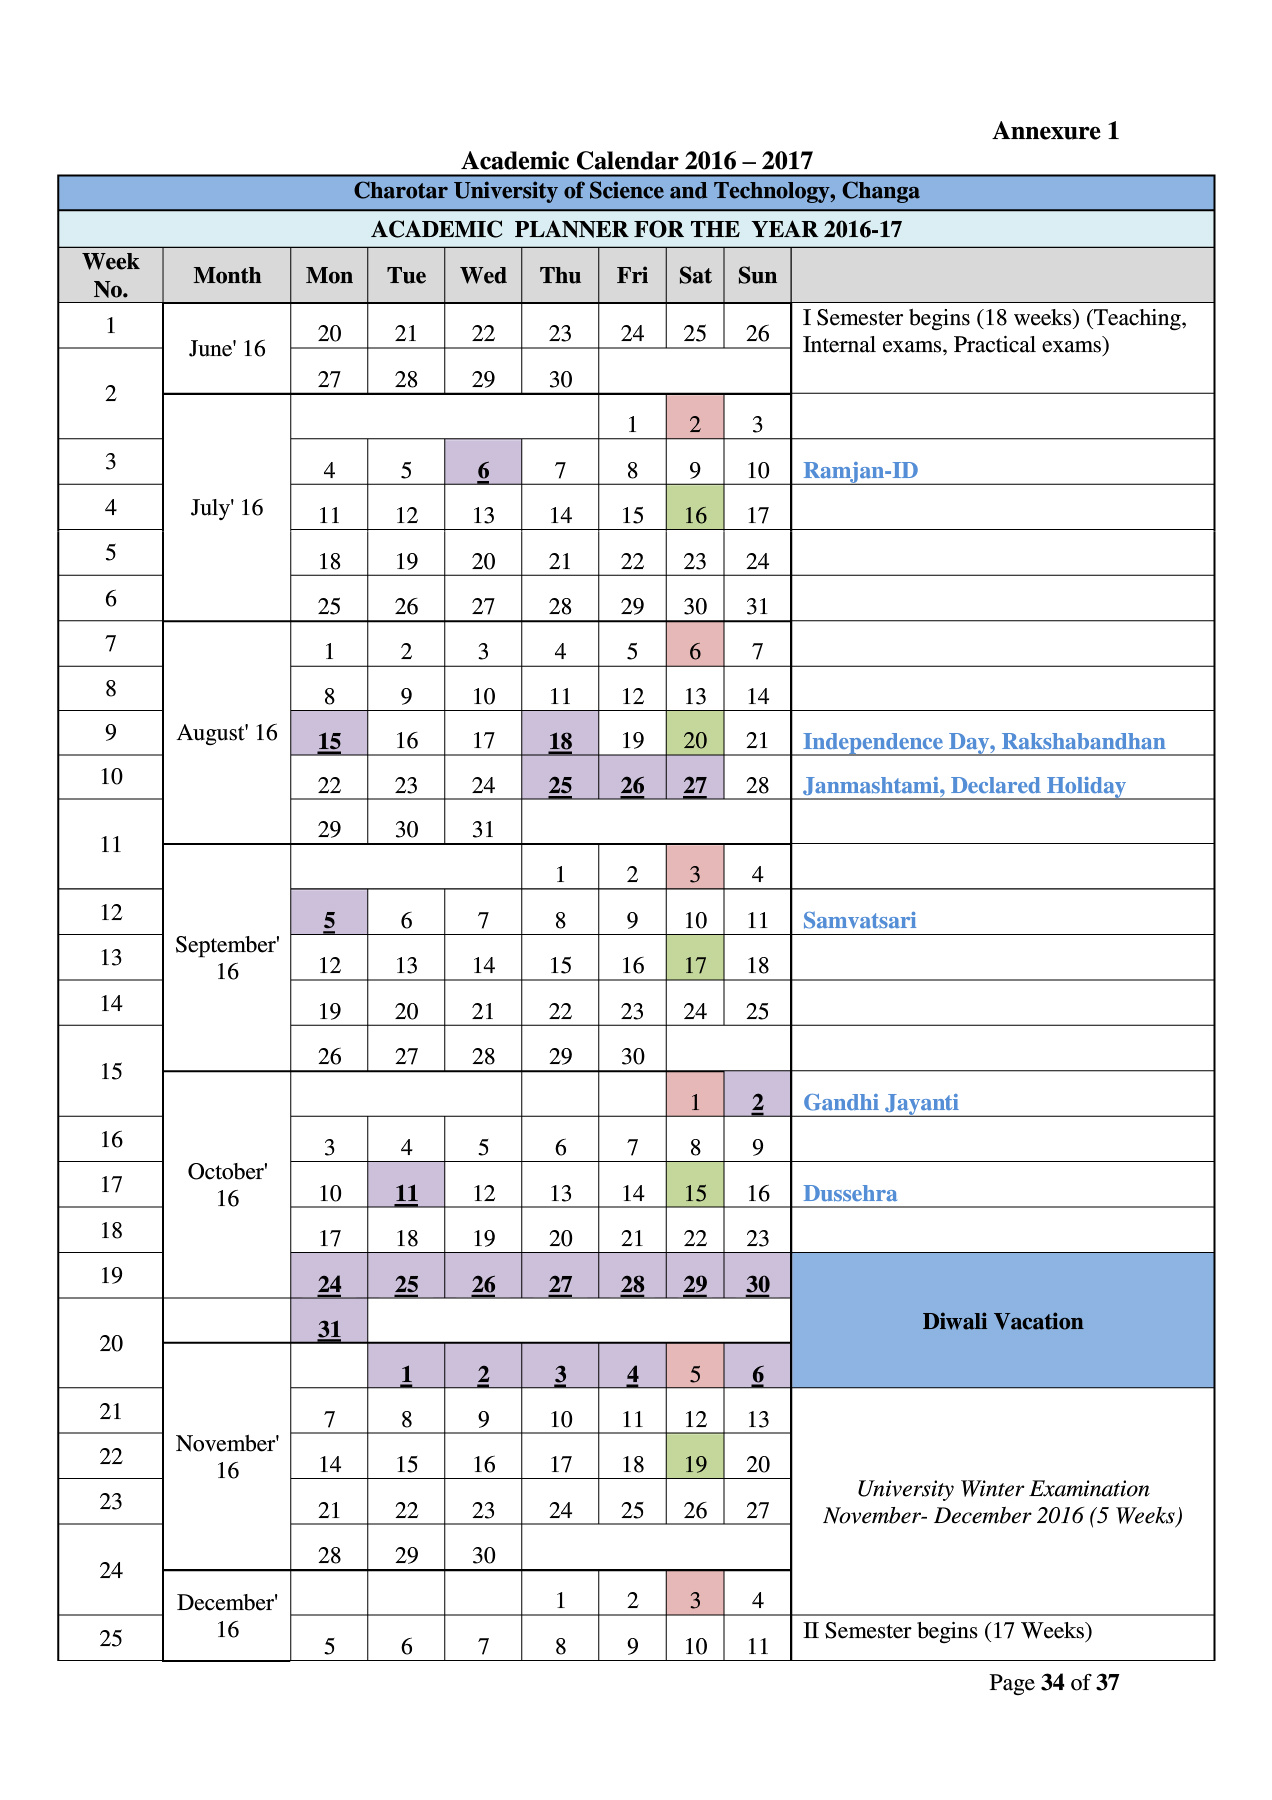 Annexure 1
Academic Calendar 2016 – 2017
Charotar University of Science and Technology, Changa
ACADEMIC PLANNER FOR THE YEAR 2016-17
Week No. Month Mon Tue Wed Thu Fri Sat Sun
1 June' 16 20 21 22 23 24 25 26 I Semester begins (18 weeks) (Teaching,
Internal exams, Practical exams)
2 27 28 29 30
July' 16 1 2 3
3 4 5 6 7 8 9 10 Ramjan-ID
4 11 12 13 14 15 16 17
5 18 19 20 21 22 23 24
6 25 26 27 28 29 30 31
7 August' 16 1 2 3 4 5 6 7
8 8 9 10 11 12 13 14
9 15 16 17 18 19 20 21 Independence Day, Rakshabandhan
10 22 23 24 25 26 27 28 Janmashtami, Declared Holiday
11 29 30 31
September' 16 1 2 3 4
12 5 6 7 8 9 10 11 Samvatsari
13 12 13 14 15 16 17 18
14 19 20 21 22 23 24 25
15 26 27 28 29 30
October' 16 1 2 Gandhi Jayanti
16 3 4 5 6 7 8 9
17 10 11 12 13 14 15 16 Dussehra
18 17 18 19 20 21 22 23
19 24 25 26 27 28 29 30 Diwali Vacation
20 31
November' 16 1 2 3 4 5 6
21 7 8 9 10 11 12 13
22 14 15 16 17 18 19 20
University Winter Examination
November- December 2016 (5 Weeks)
23 21 22 23 24 25 26 27
24 28 29 30
December' 16 1 2 3 4
25 5 6 7 8 9 10 11 II Semester begins (17 Weeks)
Page 34 of 37